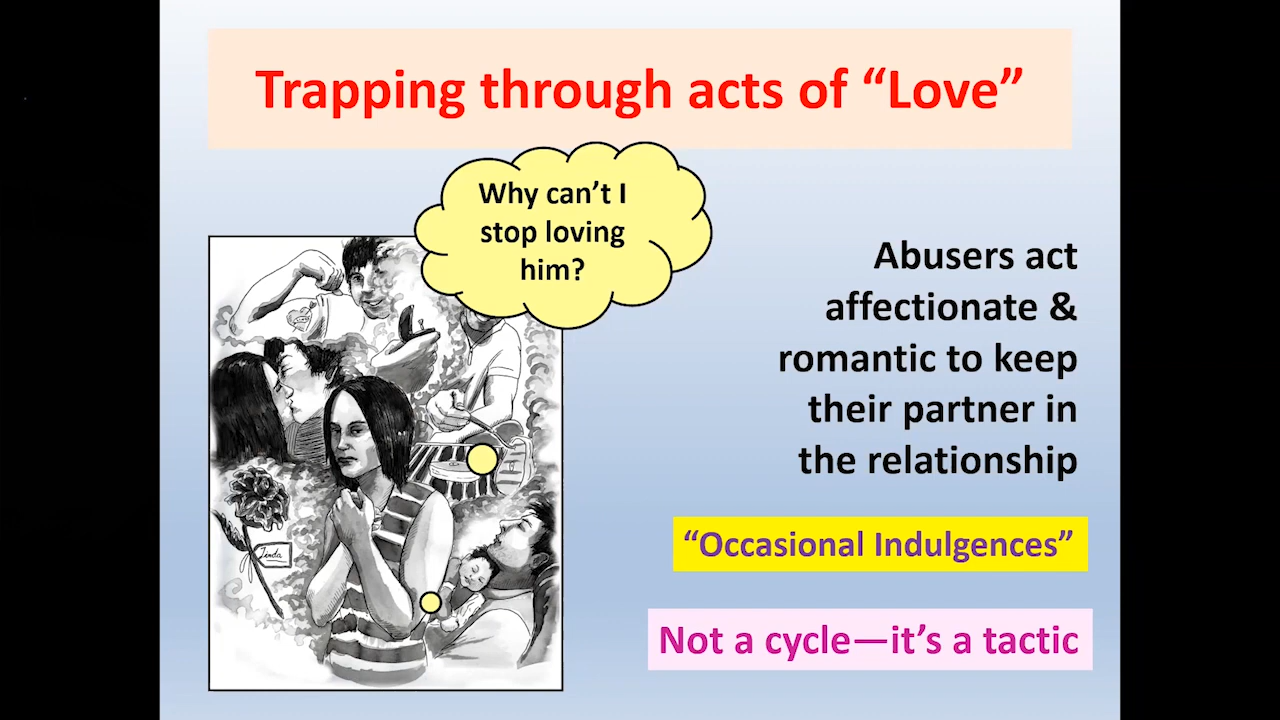 Trapping through acts of “Love”
Why can’t I
stop loving
him?
Abusers act
affectionate &
romantic to keep
their partner in
the relationship
“Occasional Indulgences”
Not a cycle—it’s a tactic
Linda